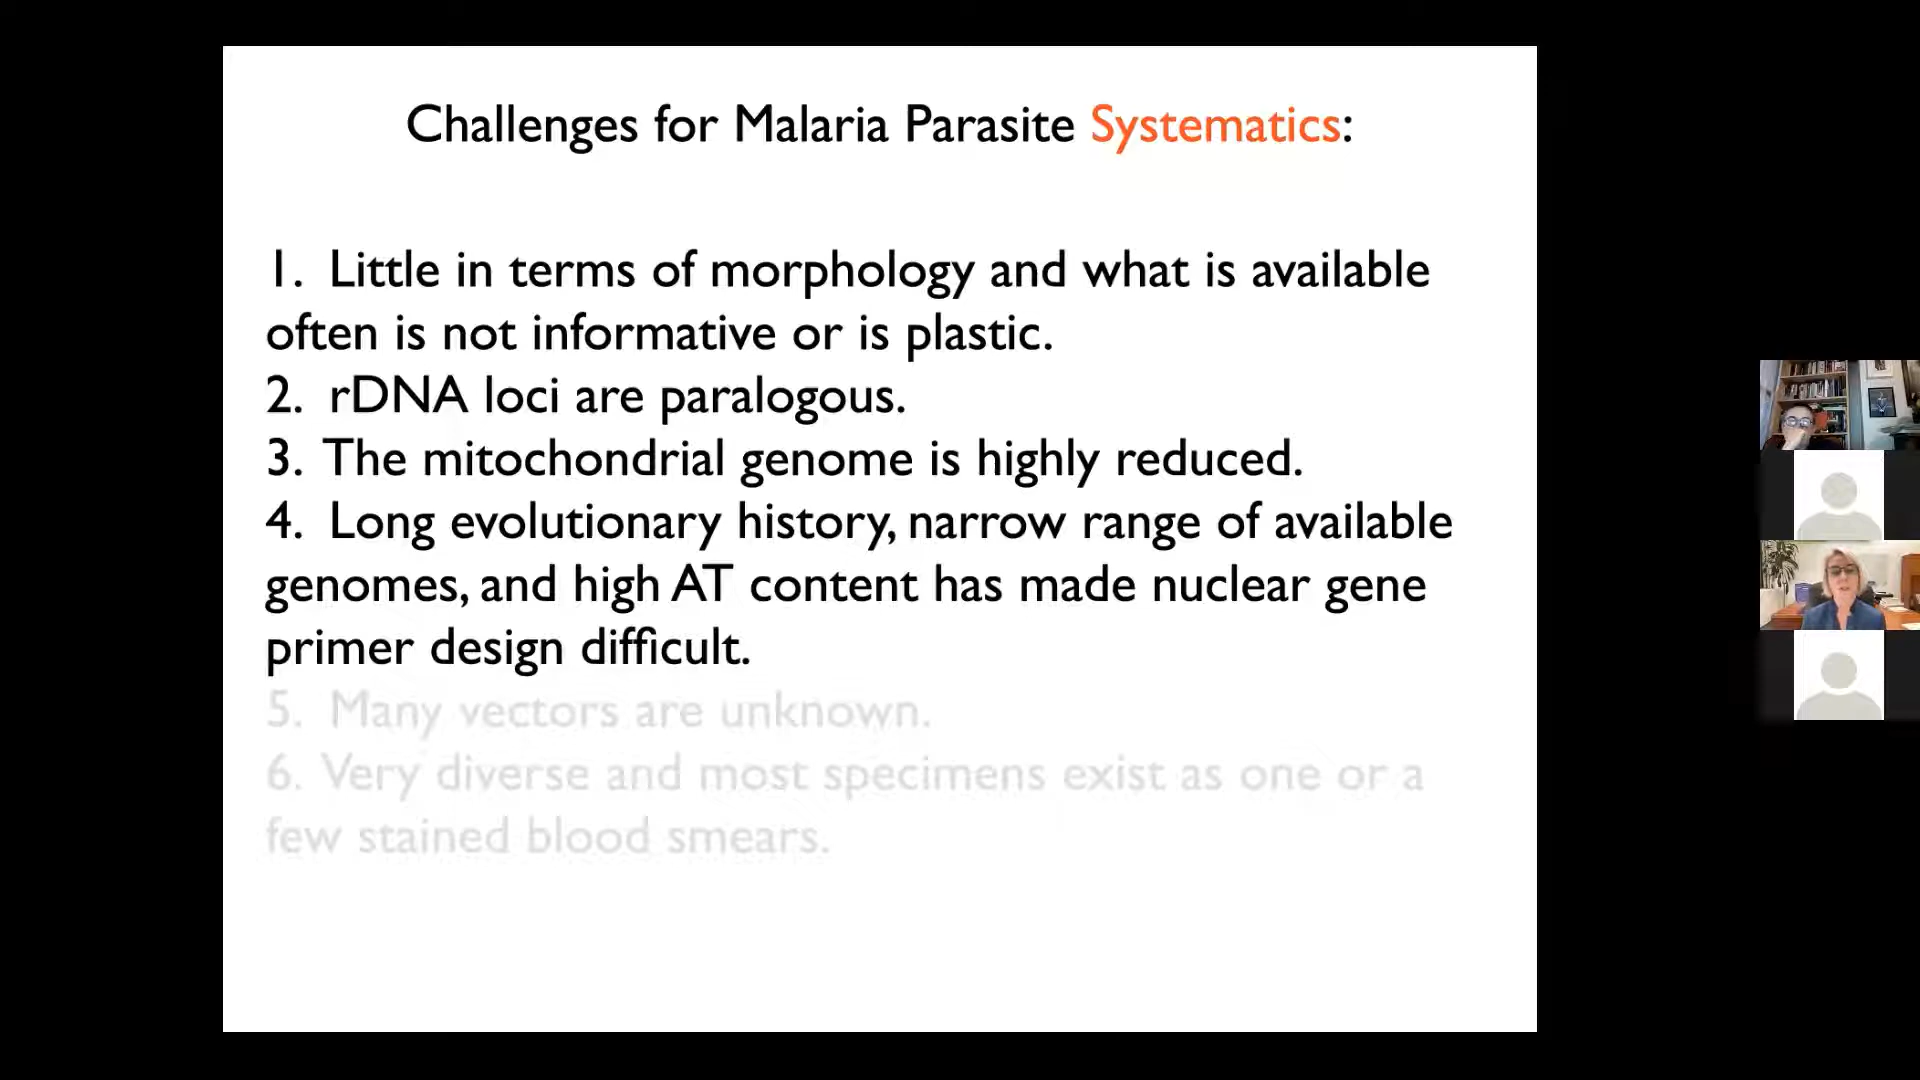 Challenges for Malaria Parasite Systematics:
1. Little in terms of morphology and what is available
often is not informative or is plastic.
2. rDNA loci are paralogous.
3. The mitochondrial genome is highly reduced.
4. Long evolutionary history, narrow range of available
genomes, and high AT content has made nuclear gene
primer design difficult.
5. Many vectors are unknown.
6. Very diverse and most specimens exist as one or a
few stained blood smears.